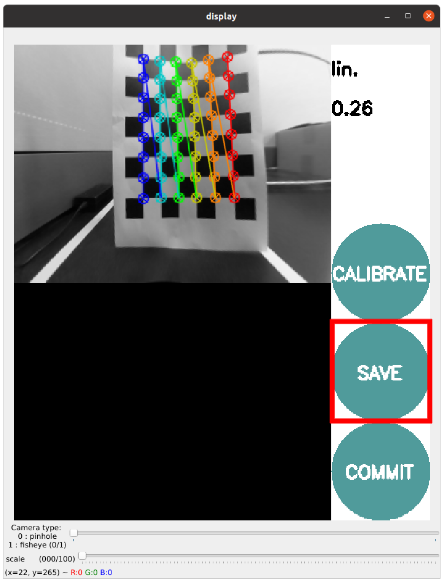 display
lin.
0.26
CALIBRATE
SAVE
COMMIT
Camera type:
0 : pinhole
1 : fisheye (0/1)
scale (000/100)
(x=22, y=265) ~ R:0 G:0 B:0